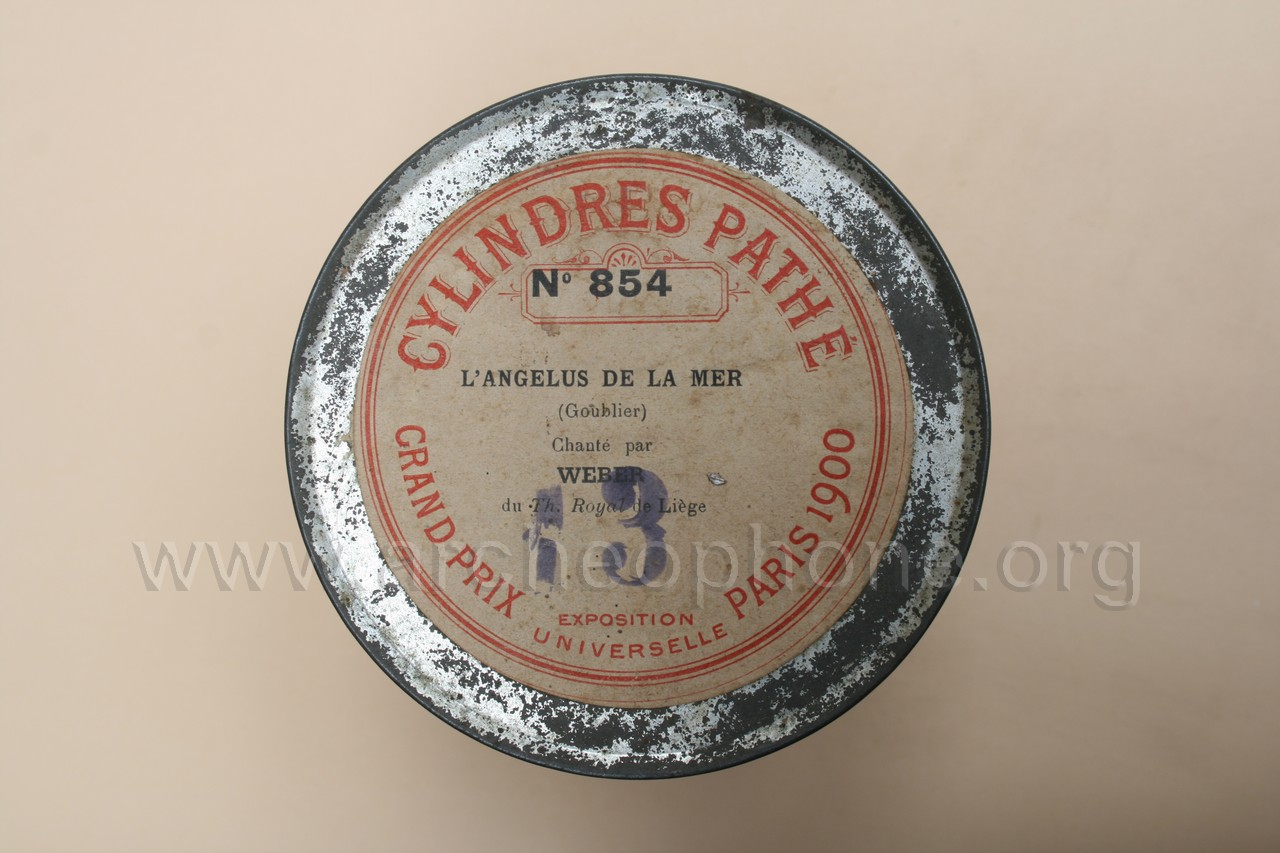 CYLINDRES PATHÉ
Nº 854
L'ANGELUS DE LA MER
(Goublier)
Chanté par
WEBER
du Th. Royal de Liège
13
GRAND-PRIX
EXPOSITION
UNIVERSELLE
PARIS 1900
www.archeophone.org